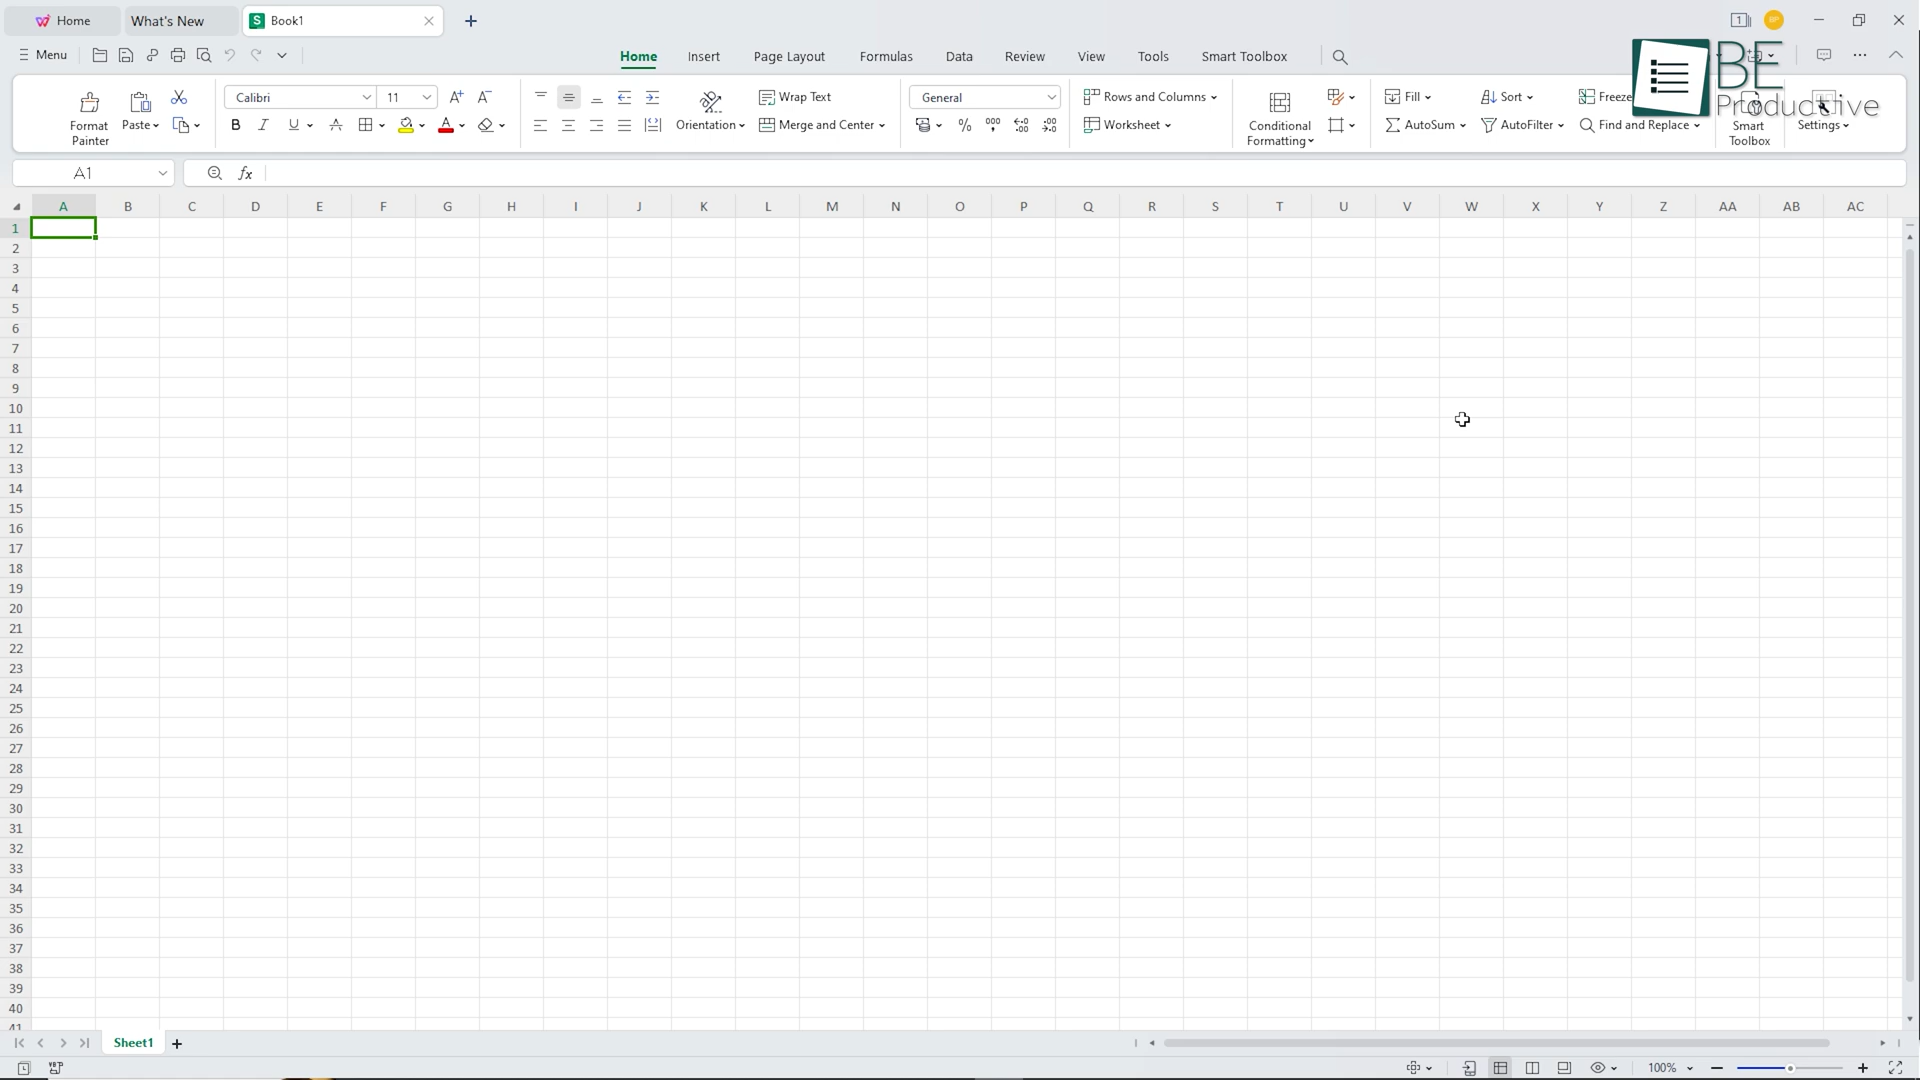 Home
What's New
S Book1
1
BP
Menu
Home Insert Page Layout Formulas Data Review View Tools Smart Toolbox
BE
Productive
Format
Painter
Paste
Calibri 11
A+ A-
B I U A
A
Orientation
Wrap Text
Merge and Center
General
%
Rows and Columns
Worksheet
Conditional
Formatting
Fill
AutoSum
Sort
AutoFilter
Freeze
Find and Replace
Smart
Toolbox
Settings
A1
fx
A B C D E F G H I J K L M N O P Q R S T U V W X Y Z AA AB AC
1
2
3
4
5
6
7
8
9
10
11
12
13
14
15
16
17
18
19
20
21
22
23
24
25
26
27
28
29
30
31
32
33
34
35
36
37
38
39
40
41
Sheet1
100%